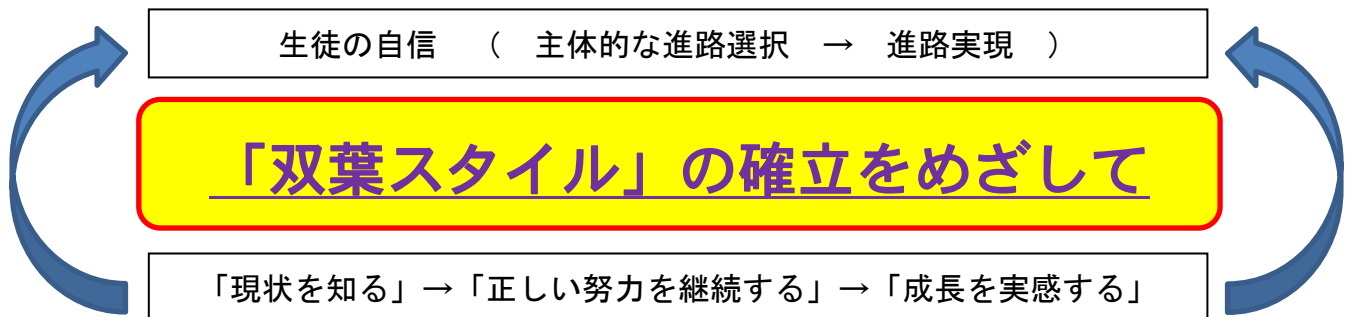 生徒の自信 （ 主体的な進路選択 → 進路実現 ）
「双葉スタイル」の確立をめざして
「現状を知る」→「正しい努力を継続する」→「成長を実感する」